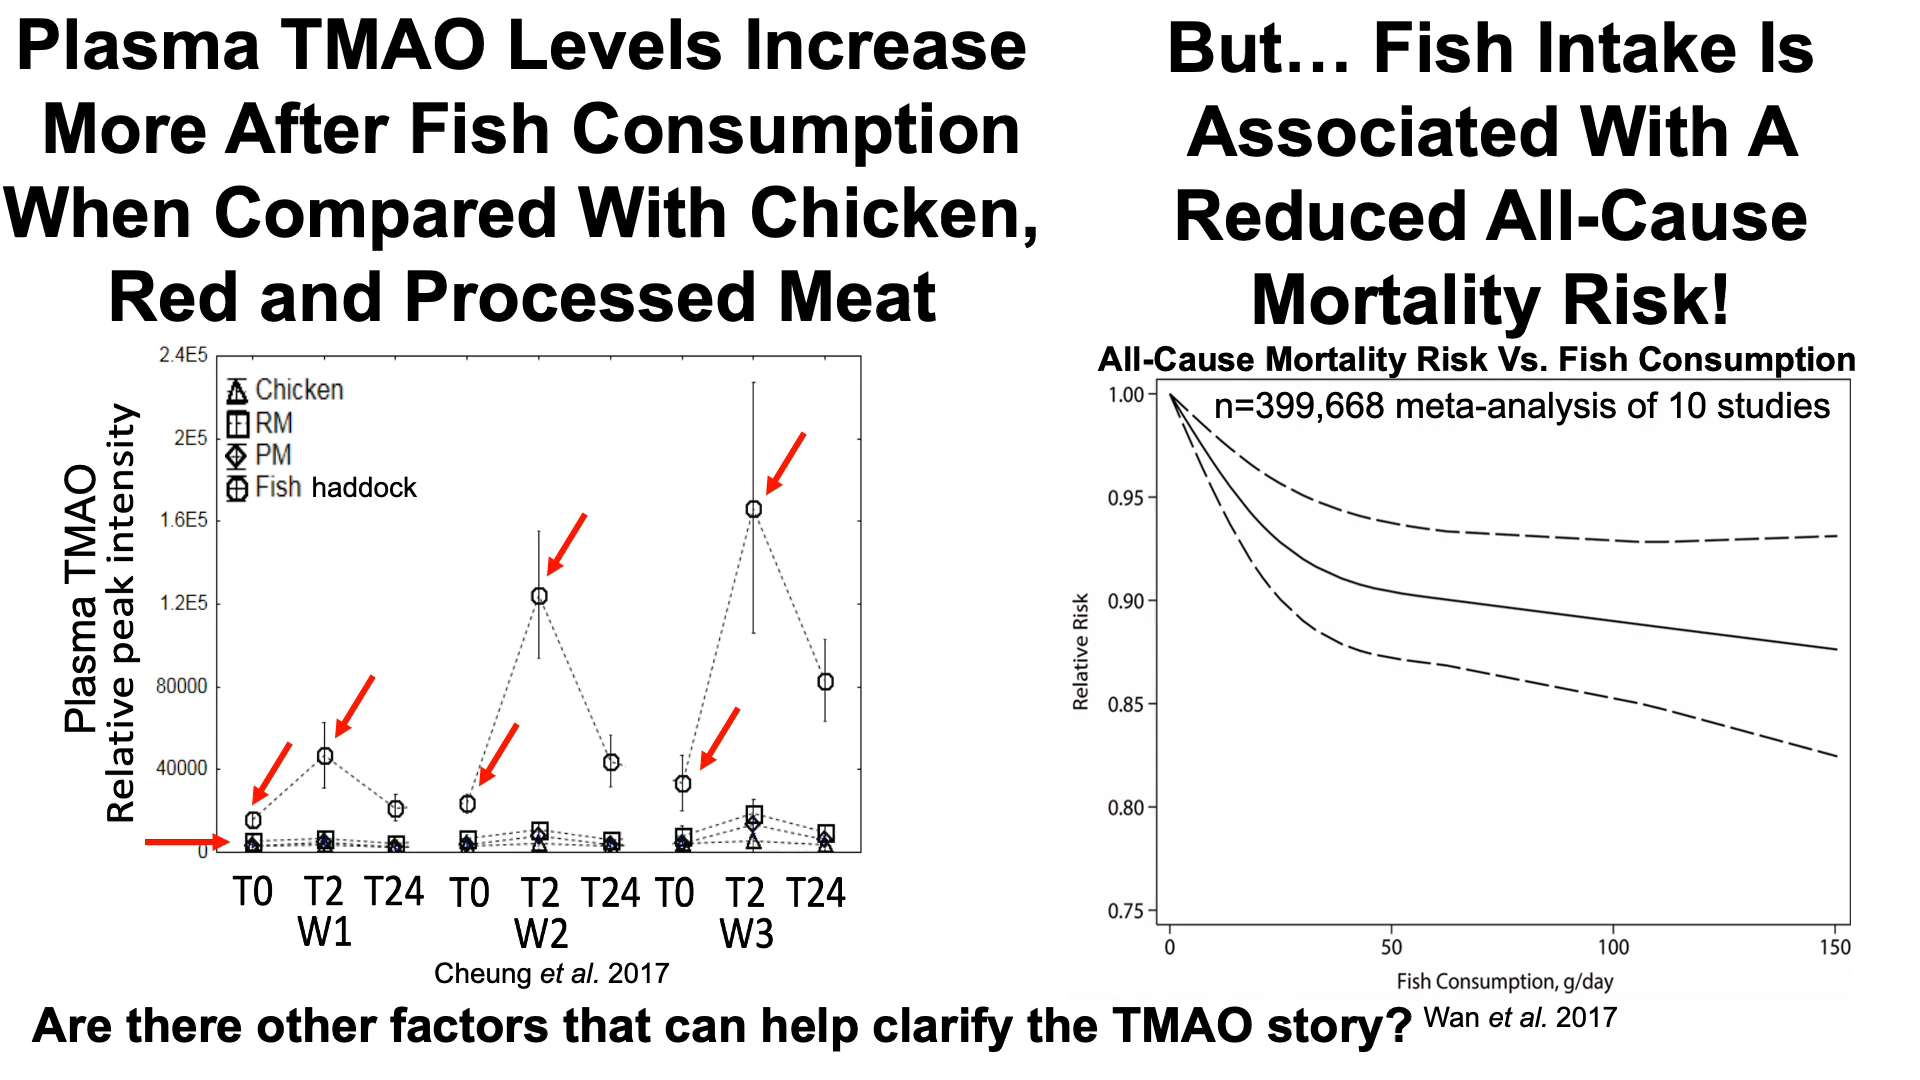 Plasma TMAO Levels Increase
More After Fish Consumption
When Compared With Chicken,
Red and Processed Meat
2.4E5
2E5
1.6E5
1.2E5
80000
40000
0
Plasma TMAO
Relative peak intensity
Chicken
RM
PM
Fish haddock
T0 T2 T24 T0 T2 T24 T0 T2 T24
W1 W2 W3
Cheung et al. 2017
But... Fish Intake Is
Associated With A
Reduced All-Cause
Mortality Risk!
All-Cause Mortality Risk Vs. Fish Consumption
n=399,668 meta-analysis of 10 studies
1.00
0.95
0.90
0.85
0.80
0.75
Relative Risk
0 50 100 150
Fish Consumption, g/day
Wan et al. 2017
Are there other factors that can help clarify the TMAO story?